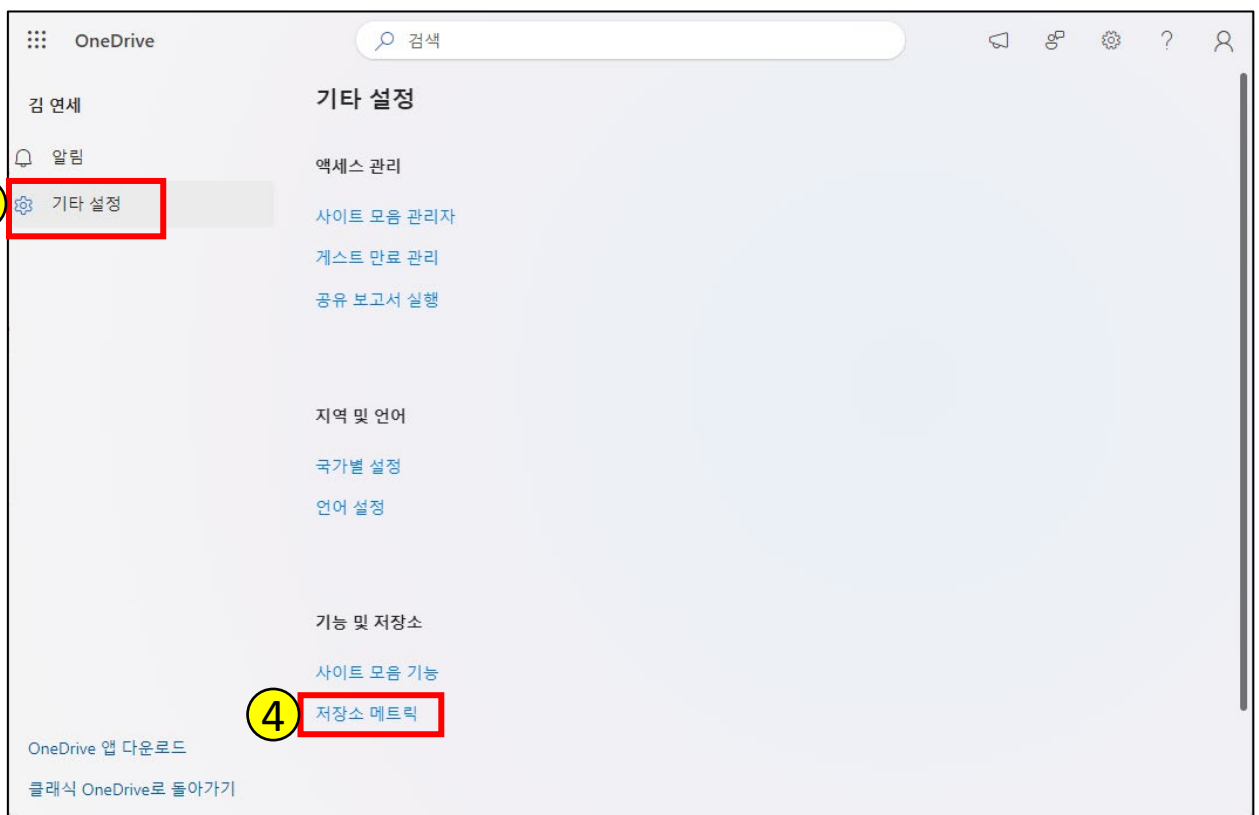 OneDrive
검색
?
김 연세
알림
기타 설정
기타 설정
액세스 관리
사이트 모음 관리자
게스트 만료 관리
공유 보고서 실행
지역 및 언어
국가별 설정
언어 설정
기능 및 저장소
사이트 모음 기능
4
저장소 메트릭
OneDrive 앱 다운로드
클래식 OneDrive로 돌아가기